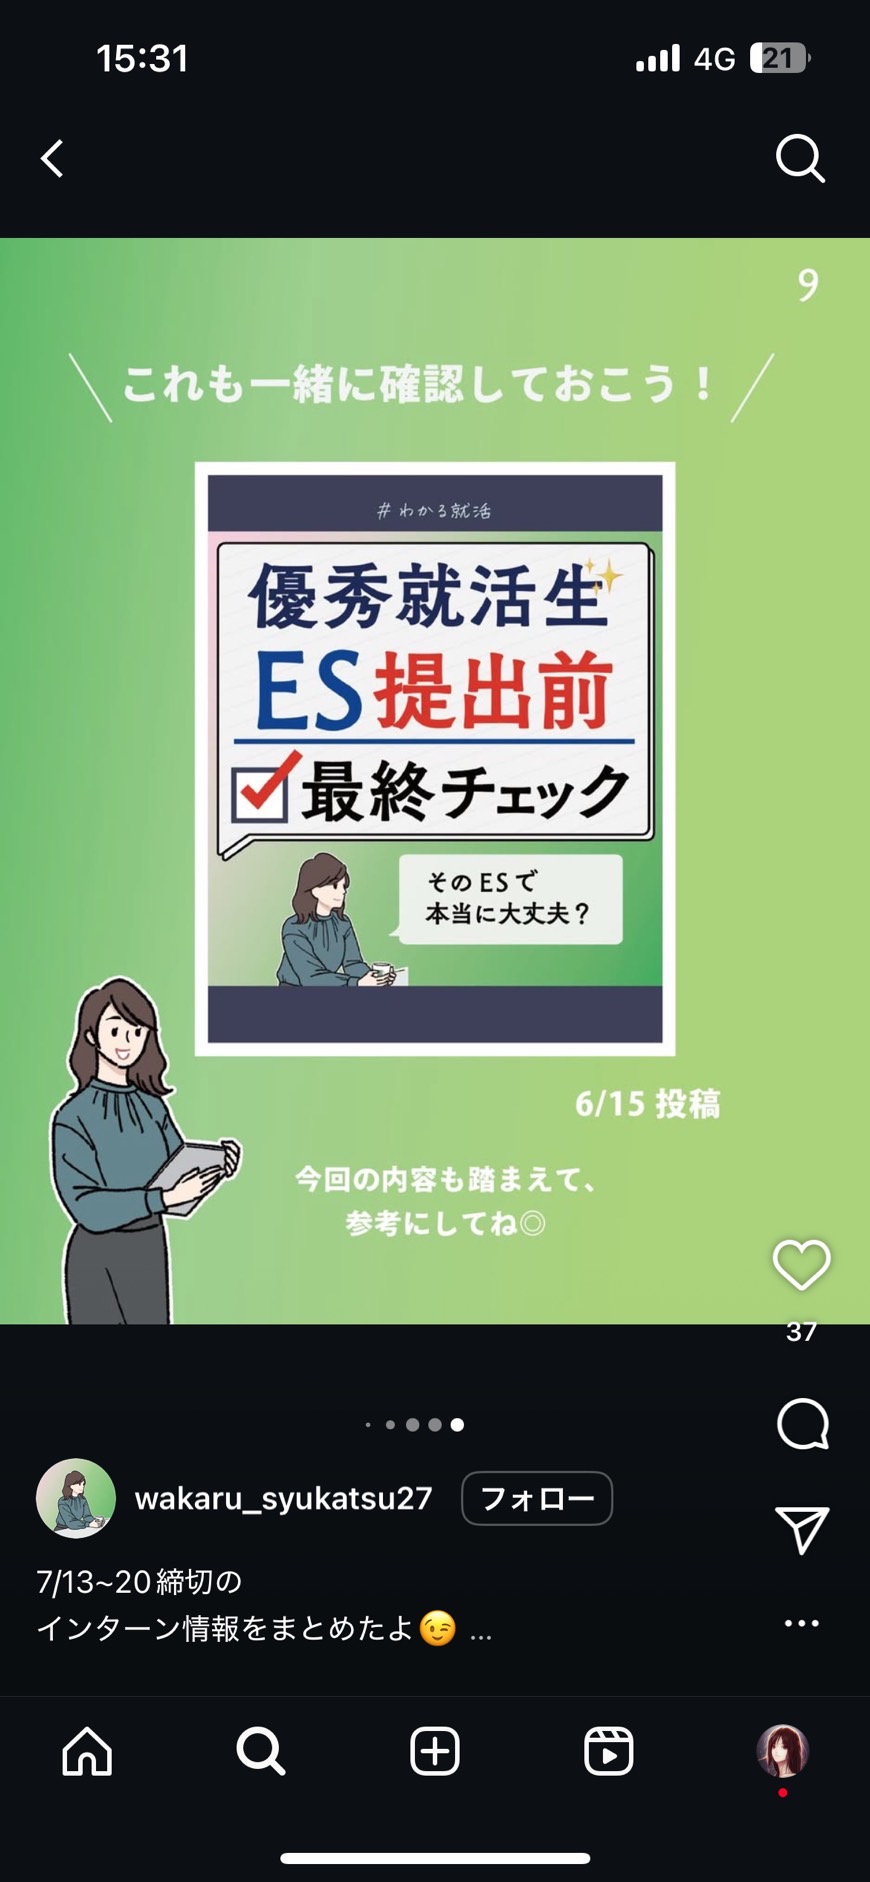 15:31
4G 21
9
これも一緒に確認しておこう！
#わかる就活
優秀就活生
ES提出前
最終チェック
そのESで
本当に大丈夫？
6/15 投稿
今回の内容も踏まえて、
参考にしてね◎
37
wakaru_syukatsu27 フォロー
7/13~20締切の
インターン情報をまとめたよ😉 ...